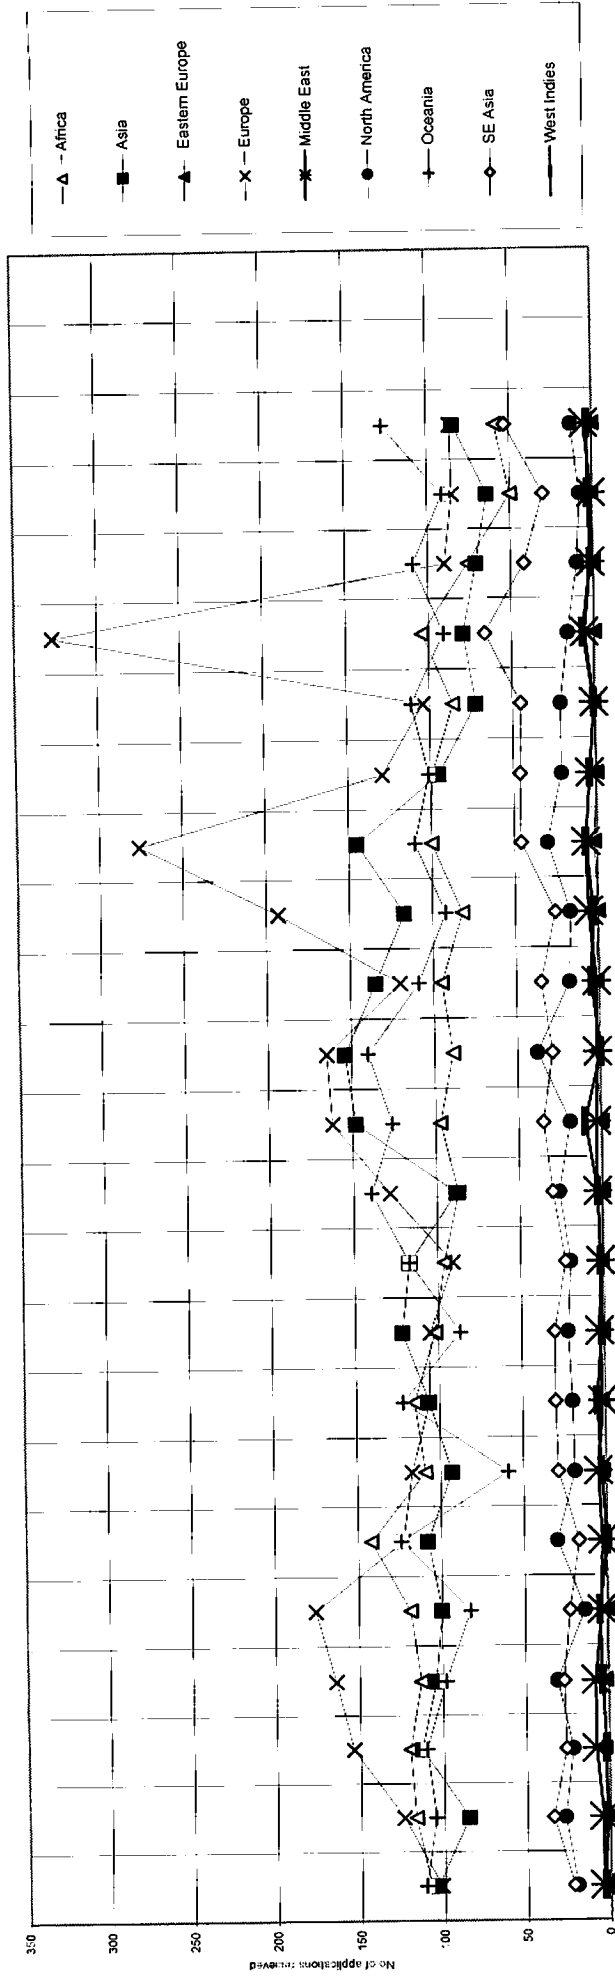 Africa
Asia
Eastern Europe
Europe
Middle East
North America
Oceania
SE Asia
West Indies
350
300
250
200
150
100
50
0
No of applications received